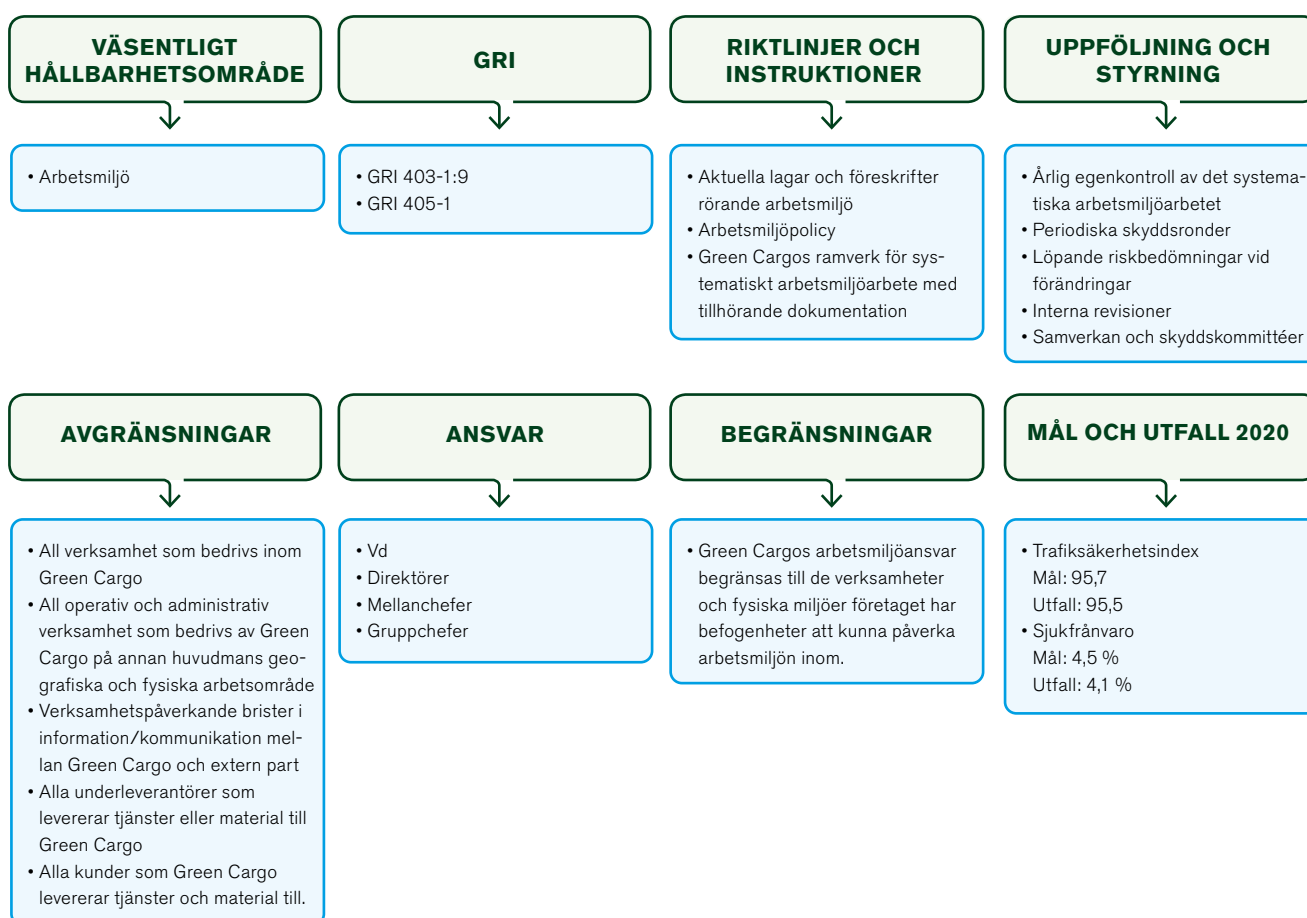 VÄSENTLIGT
HÅLLBARHETSOMRÅDE
• Arbetsmiljö
GRI
• GRI 403-1:9
• GRI 405-1
RIKTLINJER OCH
INSTRUKTIONER
• Aktuella lagar och föreskrifter
rörande arbetsmiljö
• Arbetsmiljöpolicy
• Green Cargos ramverk för sys-
tematiskt arbetsmiljöarbete med
tillhörande dokumentation
UPPFÖLJNING OCH
STYRNING
• Årlig egenkontroll av det systema-
tiska arbetsmiljöarbetet
• Periodiska skyddsronder
• Löpande riskbedömningar vid
förändringar
• Interna revisioner
• Samverkan och skyddskommittéer
AVGRÄNSNINGAR
• All verksamhet som bedrivs inom
Green Cargo
• All operativ och administrativ
verksamhet som bedrivs av Green
Cargo på annan huvudmans geo-
grafiska och fysiska arbetsområde
• Verksamhetspåverkande brister i
information/kommunikation mel-
lan Green Cargo och extern part
• Alla underleverantörer som
levererar tjänster eller material till
Green Cargo
• Alla kunder som Green Cargo
levererar tjänster och material till.
ANSVAR
• Vd
• Direktörer
• Mellanchefer
• Gruppchefer
BEGRÄNSNINGAR
• Green Cargos arbetsmiljöansvar
begränsas till de verksamheter
och fysiska miljöer företaget har
befogenheter att kunna påverka
arbetsmiljön inom.
MÅL OCH UTFALL 2020
• Trafiksäkerhetsindex
Mål: 95,7
Utfall: 95,5
• Sjukfrånvaro
Mål: 4,5 %
Utfall: 4,1 %